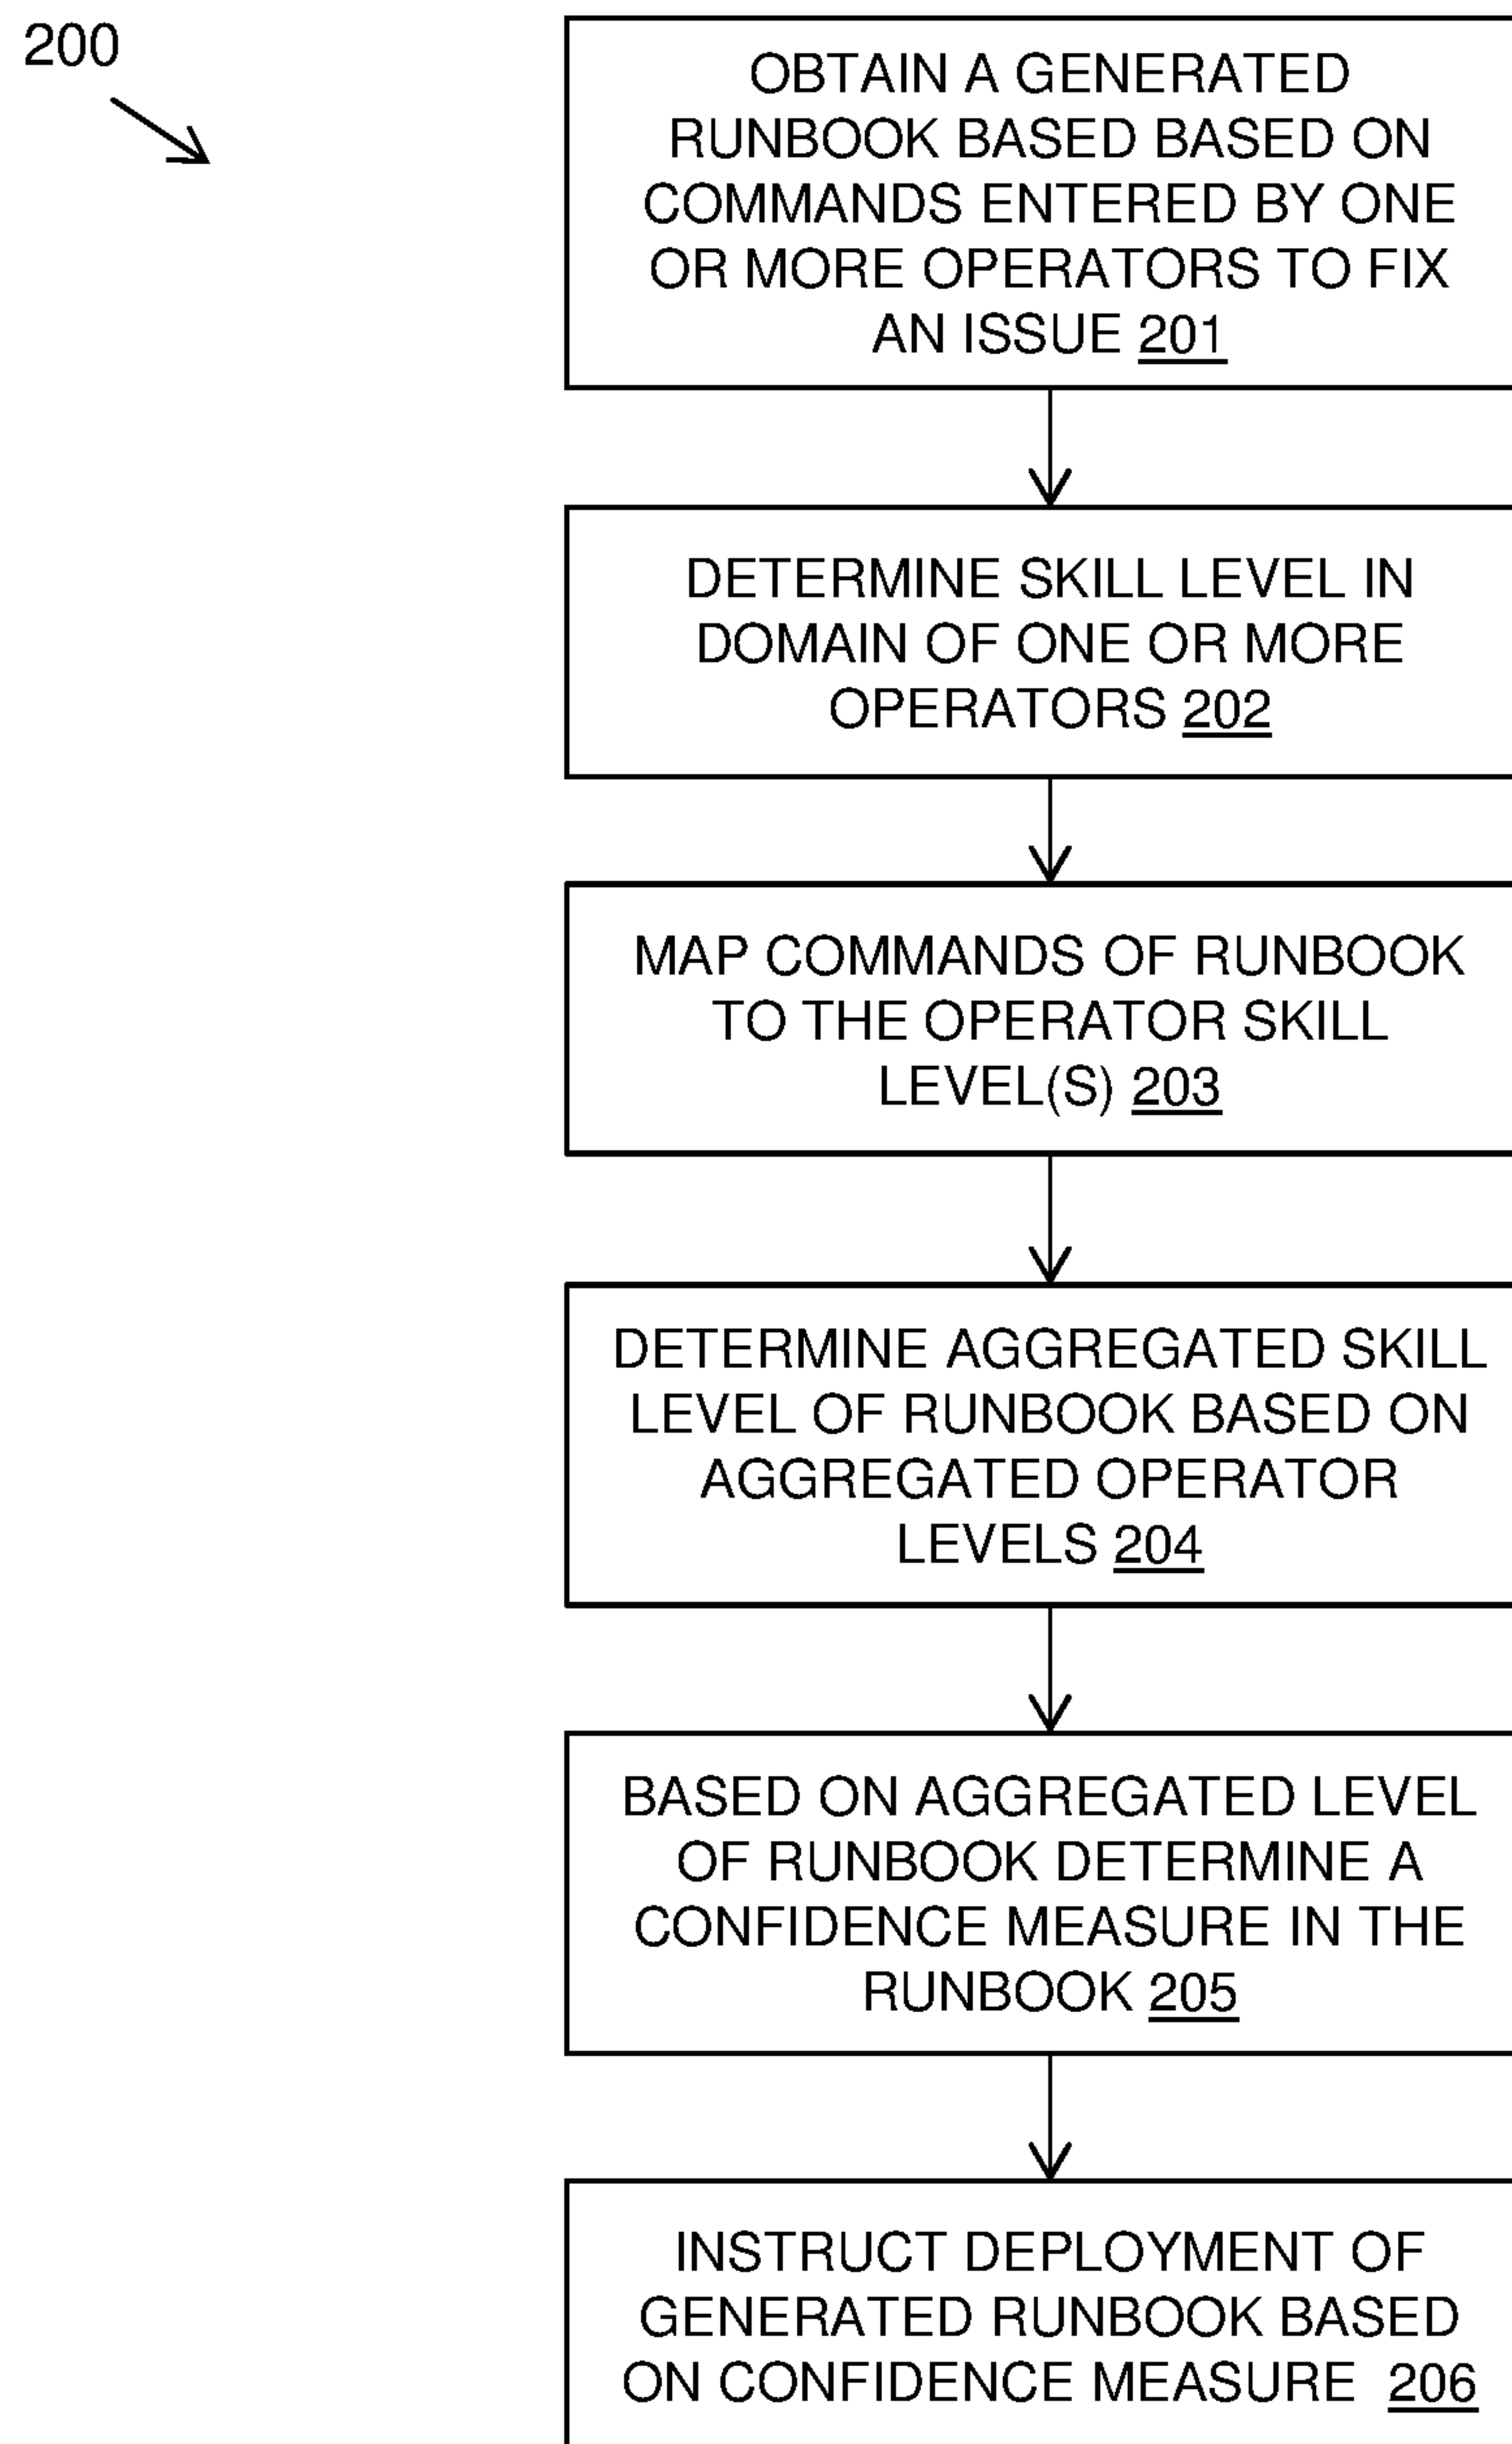 200
OBTAIN A GENERATED
RUNBOOK BASED BASED ON
COMMANDS ENTERED BY ONE
OR MORE OPERATORS TO FIX
AN ISSUE 201
DETERMINE SKILL LEVEL IN
DOMAIN OF ONE OR MORE
OPERATORS 202
MAP COMMANDS OF RUNBOOK
TO THE OPERATOR SKILL
LEVEL(S) 203
DETERMINE AGGREGATED SKILL
LEVEL OF RUNBOOK BASED ON
AGGREGATED OPERATOR
LEVELS 204
BASED ON AGGREGATED LEVEL
OF RUNBOOK DETERMINE A
CONFIDENCE MEASURE IN THE
RUNBOOK 205
INSTRUCT DEPLOYMENT OF
GENERATED RUNBOOK BASED
ON CONFIDENCE MEASURE 206